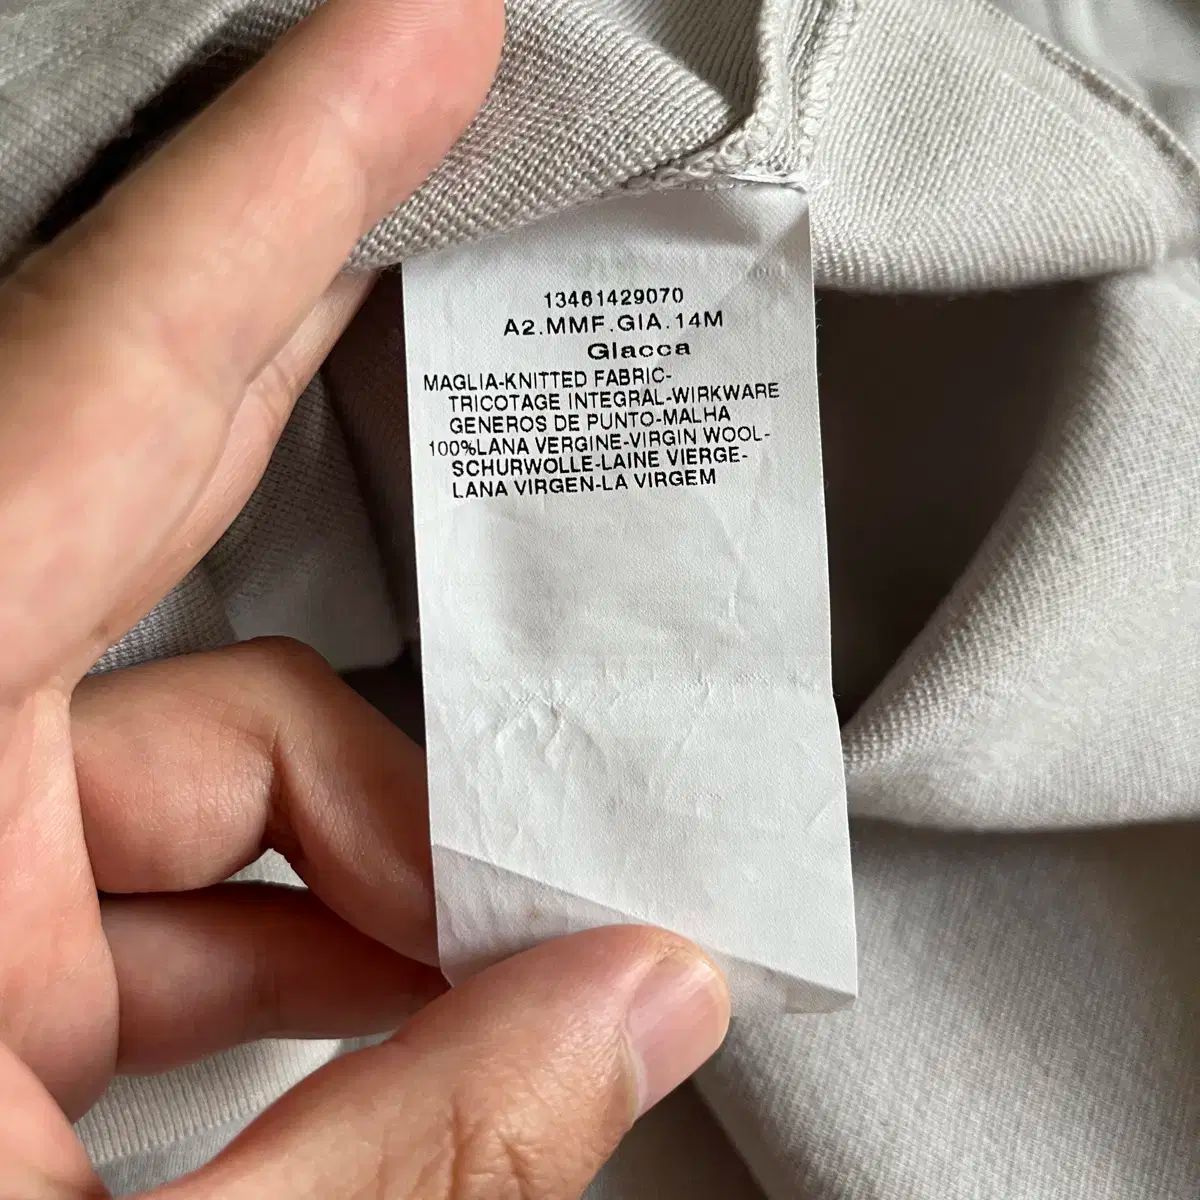 13461429070
A2.MMF.GIA.14M
Giacca
MAGLIA-KNITTED FABRIC-
TRICOTAGE INTEGRAL-WIRKWARE
GENEROS DE PUNTO-MALHA
100%LANA VERGINE-VIRGIN WOOL-
SCHURWOLLE-LAINE VIERGE-
LANA VIRGEN-LA VIRGEM